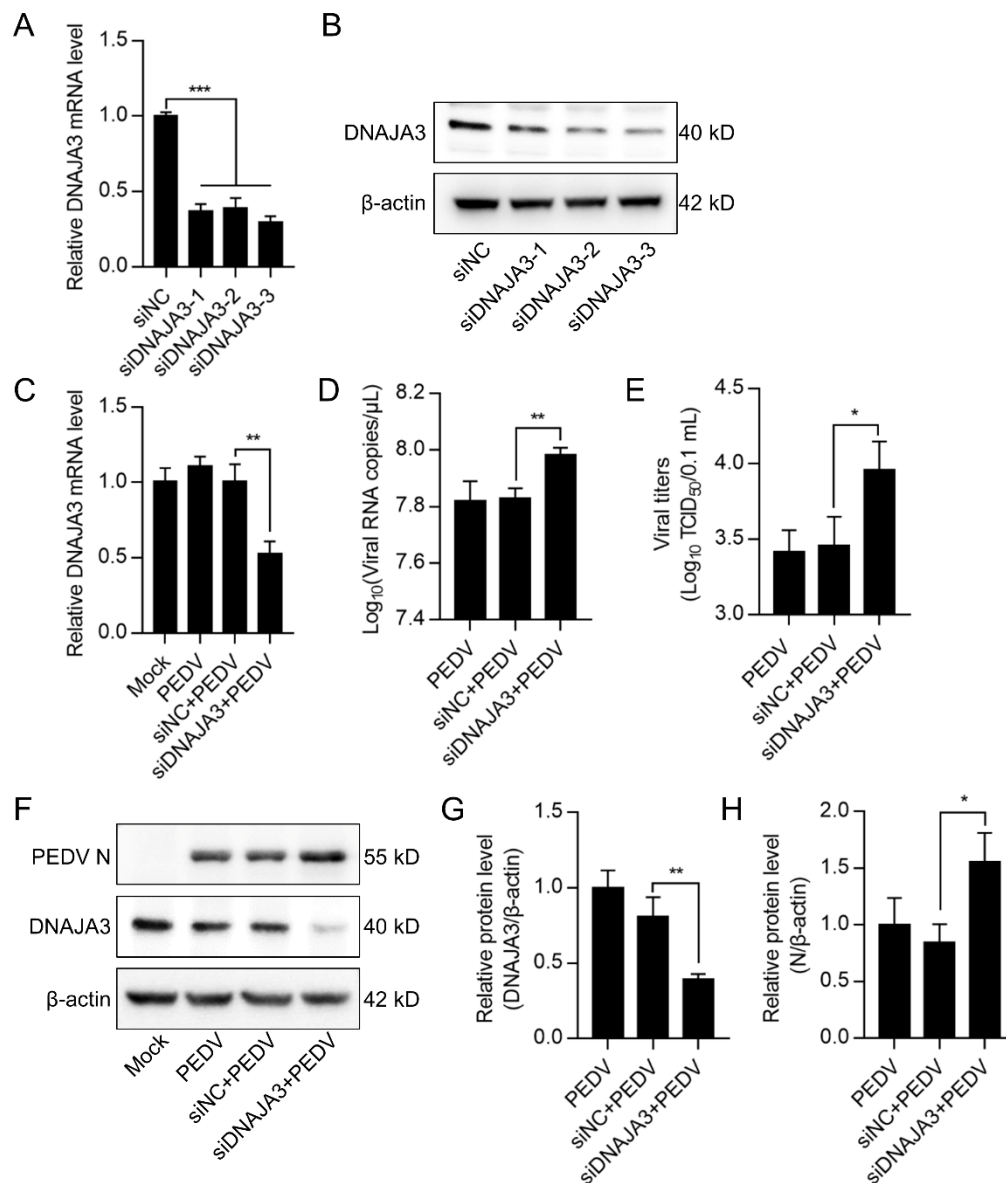 A
Relative DNAJA3 mRNA level
1.5
1.0
0.5
0.0
***
siNC
siDNAJA3-1
siDNAJA3-2
siDNAJA3-3
B
DNAJA3
40 kD
β-actin
42 kD
siNC
siDNAJA3-1
siDNAJA3-2
siDNAJA3-3
C
Relative DNAJA3 mRNA level
1.5
1.0
0.5
0.0
**
Mock
PEDV
siNC+PEDV
siDNAJA3+PEDV
D
Log₁₀(Viral RNA copies/μL)
8.2
8.0
7.8
7.6
7.4
**
PEDV
siNC+PEDV
siDNAJA3+PEDV
E
Viral titers
(Log₁₀ TCID₅₀/0.1 mL)
4.5
4.0
3.5
3.0
*
PEDV
siNC+PEDV
siDNAJA3+PEDV
F
PEDV N
55 kD
DNAJA3
40 kD
β-actin
42 kD
Mock
PEDV
siNC+PEDV
siDNAJA3+PEDV
G
Relative protein level
(DNAJA3/β-actin)
1.5
1.0
0.5
0.0
**
PEDV
siNC+PEDV
siDNAJA3+PEDV
H
Relative protein level
(N/β-actin)
2.0
1.5
1.0
0.5
0.0
*
PEDV
siNC+PEDV
siDNAJA3+PEDV